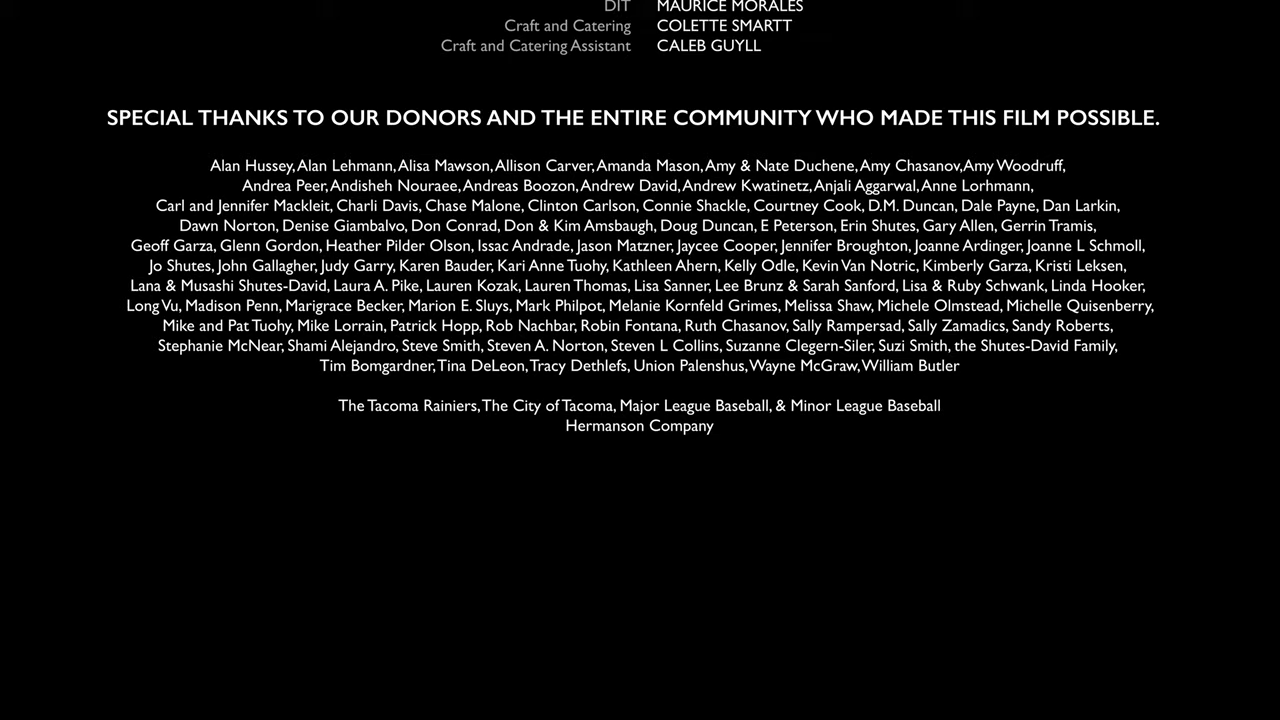 DIT MAURICE MORALES
Craft and Catering COLETTE SMARTT
Craft and Catering Assistant CALEB GUYLL
SPECIAL THANKS TO OUR DONORS AND THE ENTIRE COMMUNITY WHO MADE THIS FILM POSSIBLE.
Alan Hussey, Alan Lehmann, Alisa Mawson, Allison Carver, Amanda Mason, Amy & Nate Duchene, Amy Chasanov, Amy Woodruff,
Andrea Peer, Andisheh Nouraee, Andreas Boozon, Andrew David, Andrew Kwatinetz, Anjali Aggarwal, Anne Lorhmann,
Carl and Jennifer Mackleit, Charli Davis, Chase Malone, Clinton Carlson, Connie Shackle, Courtney Cook, D.M. Duncan, Dale Payne, Dan Larkin,
Dawn Norton, Denise Giambalvo, Don Conrad, Don & Kim Amsbaugh, Doug Duncan, E Peterson, Erin Shutes, Gary Allen, Gerrin Tramis,
Geoff Garza, Glenn Gordon, Heather Pilder Olson, Issac Andrade, Jason Matzner, Jaycee Cooper, Jennifer Broughton, Joanne Ardinger, Joanne L Schmoll,
Jo Shutes, John Gallagher, Judy Garry, Karen Bauder, Kari Anne Tuohy, Kathleen Ahern, Kelly Odle, Kevin Van Notric, Kimberly Garza, Kristi Leksen,
Lana & Musashi Shutes-David, Laura A. Pike, Lauren Kozak, Lauren Thomas, Lisa Sanner, Lee Brunz & Sarah Sanford, Lisa & Ruby Schwank, Linda Hooker,
Long Vu, Madison Penn, Marigrace Becker, Marion E. Sluys, Mark Philpot, Melanie Kornfeld Grimes, Melissa Shaw, Michele Olmstead, Michelle Quisenberry,
Mike and Pat Tuohy, Mike Lorrain, Patrick Hopp, Rob Nachbar, Robin Fontana, Ruth Chasanov, Sally Rampersad, Sally Zamadics, Sandy Roberts,
Stephanie McNear, Shami Alejandro, Steve Smith, Steven A. Norton, Steven L Collins, Suzanne Clegern-Siler, Suzi Smith, the Shutes-David Family,
Tim Bomgardner, Tina DeLeon, Tracy Dethlefs, Union Palenshus, Wayne McGraw, William Butler
The Tacoma Rainiers, The City of Tacoma, Major League Baseball, & Minor League Baseball
Hermanson Company